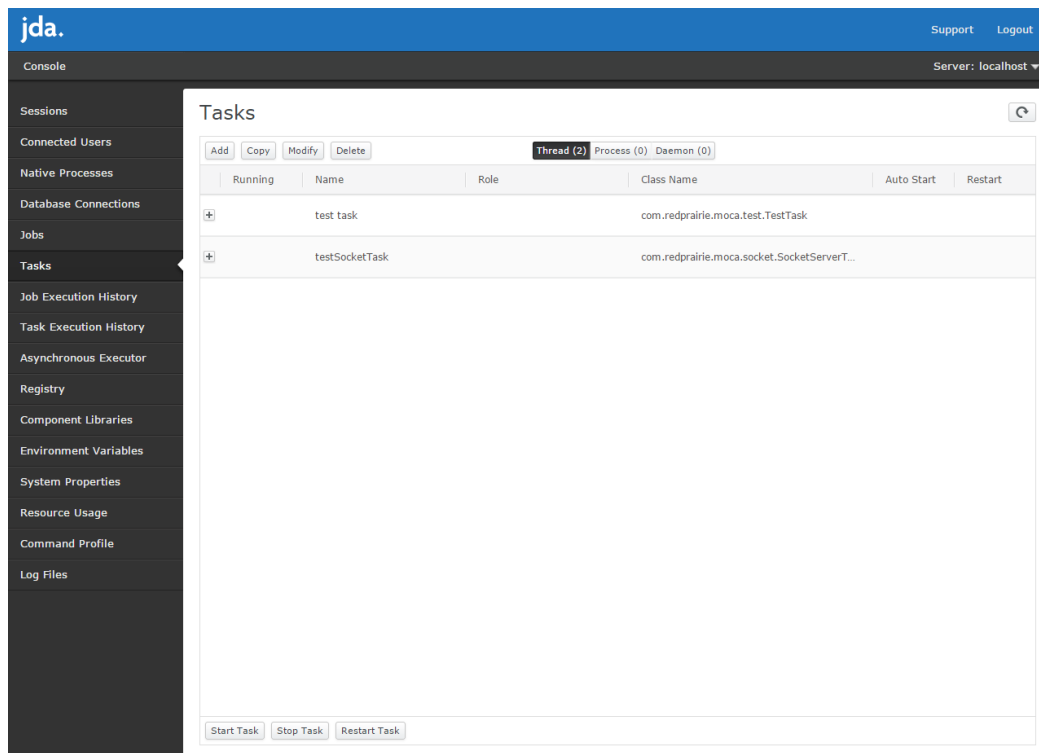 jda.
Support Logout
Console Server: localhost
Sessions
Connected Users
Native Processes
Database Connections
Jobs
Tasks
Job Execution History
Task Execution History
Asynchronous Executor
Registry
Component Libraries
Environment Variables
System Properties
Resource Usage
Command Profile
Log Files
Tasks
Add Copy Modify Delete Thread (2) Process (0) Daemon (0)
Running Name Role Class Name Auto Start Restart
test task com.redprairie.moca.test.TestTask
testSocketTask com.redprairie.moca.socket.SocketServerT...
Start Task Stop Task Restart Task